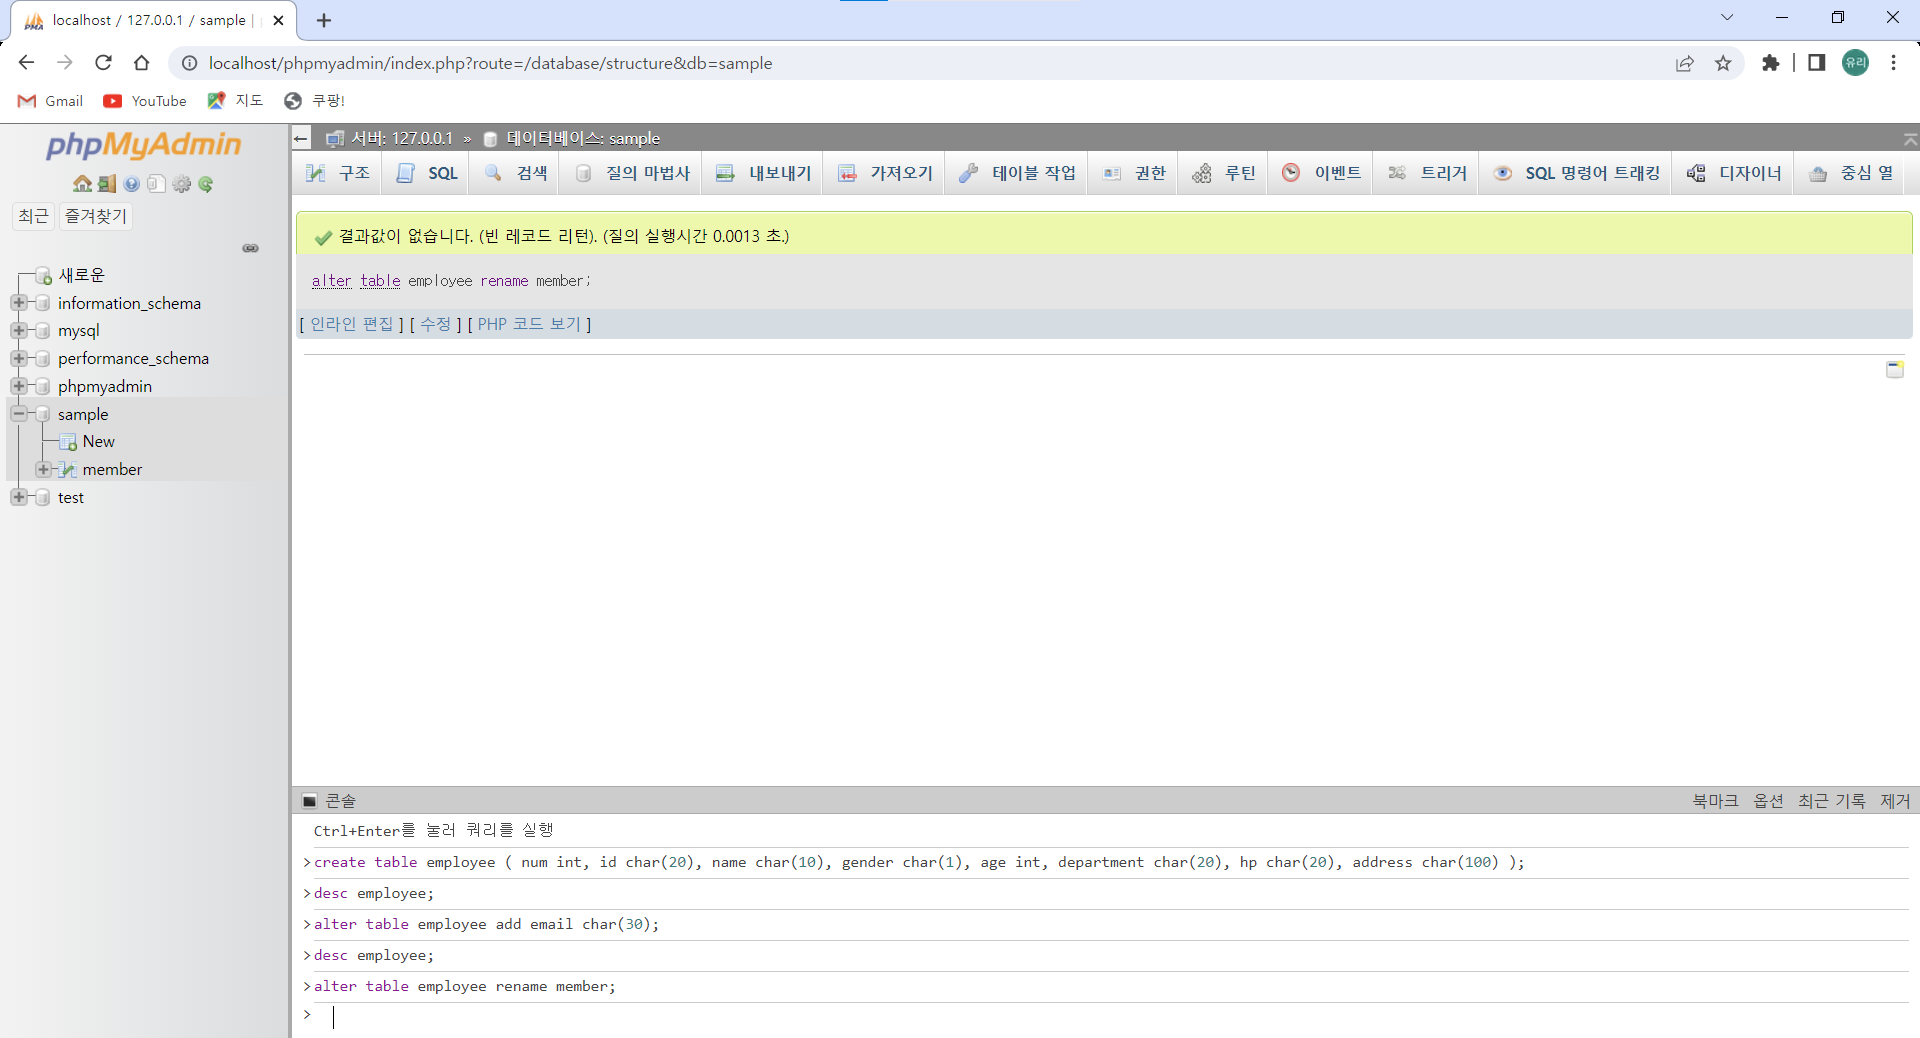 localhost / 127.0.0.1 / sample |
localhost/phpmyadmin/index.php?route=/database/structure&db=sample
유리
Gmail YouTube 지도 쿠팡!
phpMyAdmin
최근 즐겨찾기
새로운
information_schema
mysql
performance_schema
phpmyadmin
sample
New
member
test
서버: 127.0.0.1 » 데이터베이스: sample
구조 SQL 검색 질의 마법사 내보내기 가져오기 테이블 작업 권한 루틴 이벤트 트리거 SQL 명령어 트래킹 디자이너 중심 열
결과값이 없습니다. (빈 레코드 리턴). (질의 실행시간 0.0013 초.)
alter table employee rename member;
[ 인라인 편집 ] [ 수정 ] [ PHP 코드 보기 ]
콘솔 북마크 옵션 최근 기록 제거
Ctrl+Enter를 눌러 쿼리를 실행
>create table employee ( num int, id char(20), name char(10), gender char(1), age int, department char(20), hp char(20), address char(100) );
>desc employee;
>alter table employee add email char(30);
>desc employee;
>alter table employee rename member;
>